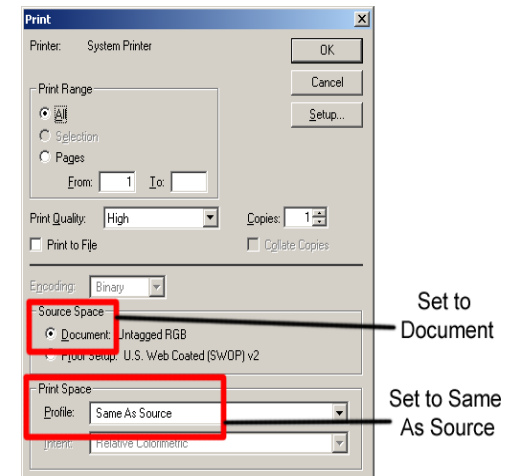 Print
Printer: System Printer
OK
Cancel
Setup...
Print Range
All
Selection
Pages
From: 1 To:
Print Quality: High
Copies: 1
Print to File
Collate Copies
Encoding: Binary
Source Space
Document: Untagged RGB
Proof Setup: U.S. Web Coated (SWOP) v2
Set to
Document
Print Space
Profile: Same As Source
Intent: Relative Colorimetric
Set to Same
As Source